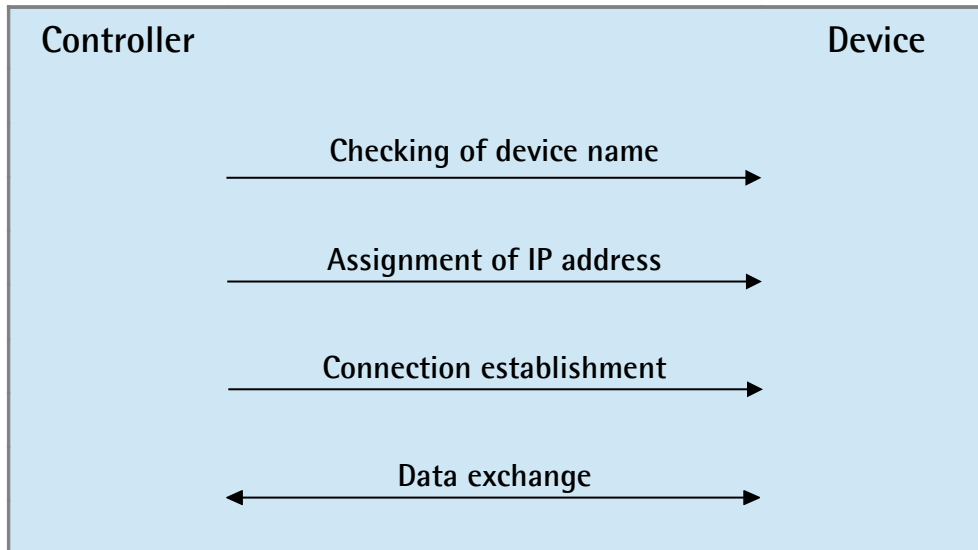 Controller
Device
Checking of device name
Assignment of IP address
Connection establishment
Data exchange